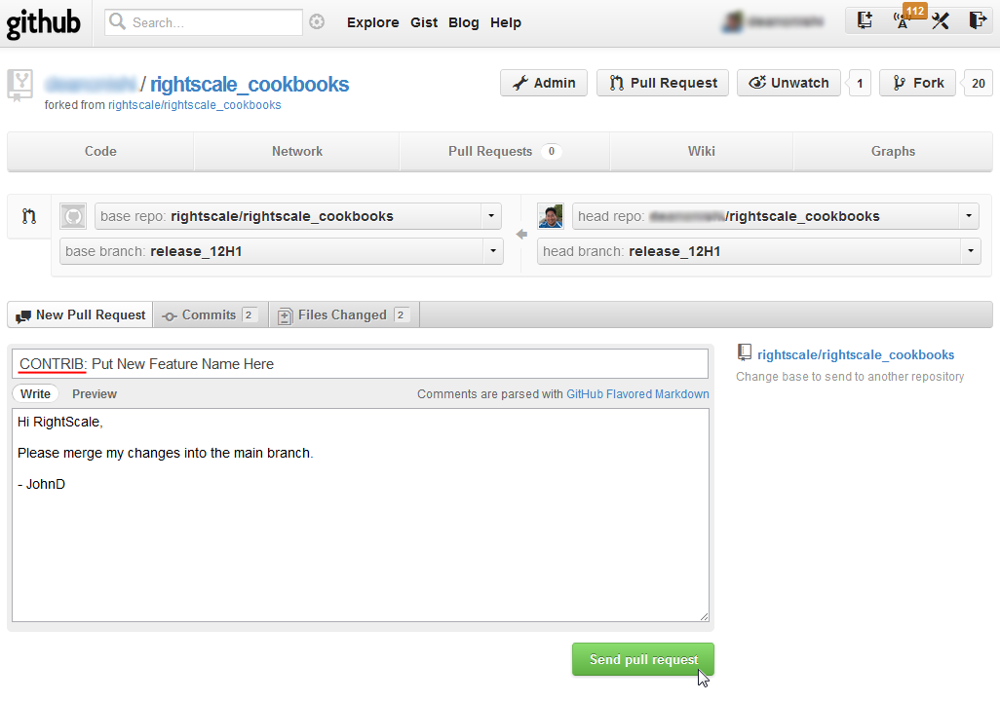 github
Search...
Explore Gist Blog Help
112
/ rightscale_cookbooks
forked from rightscale/rightscale_cookbooks
Admin
Pull Request
Unwatch 1
Fork 20
Code
Network
Pull Requests 0
Wiki
Graphs
base repo: rightscale/rightscale_cookbooks
head repo: /rightscale_cookbooks
base branch: release_12H1
head branch: release_12H1
New Pull Request
Commits 2
Files Changed 2
CONTRIB: Put New Feature Name Here
rightscale/rightscale_cookbooks
Change base to send to another repository
Write Preview
Comments are parsed with GitHub Flavored Markdown
Hi RightScale,
Please merge my changes into the main branch.
- JohnD
Send pull request